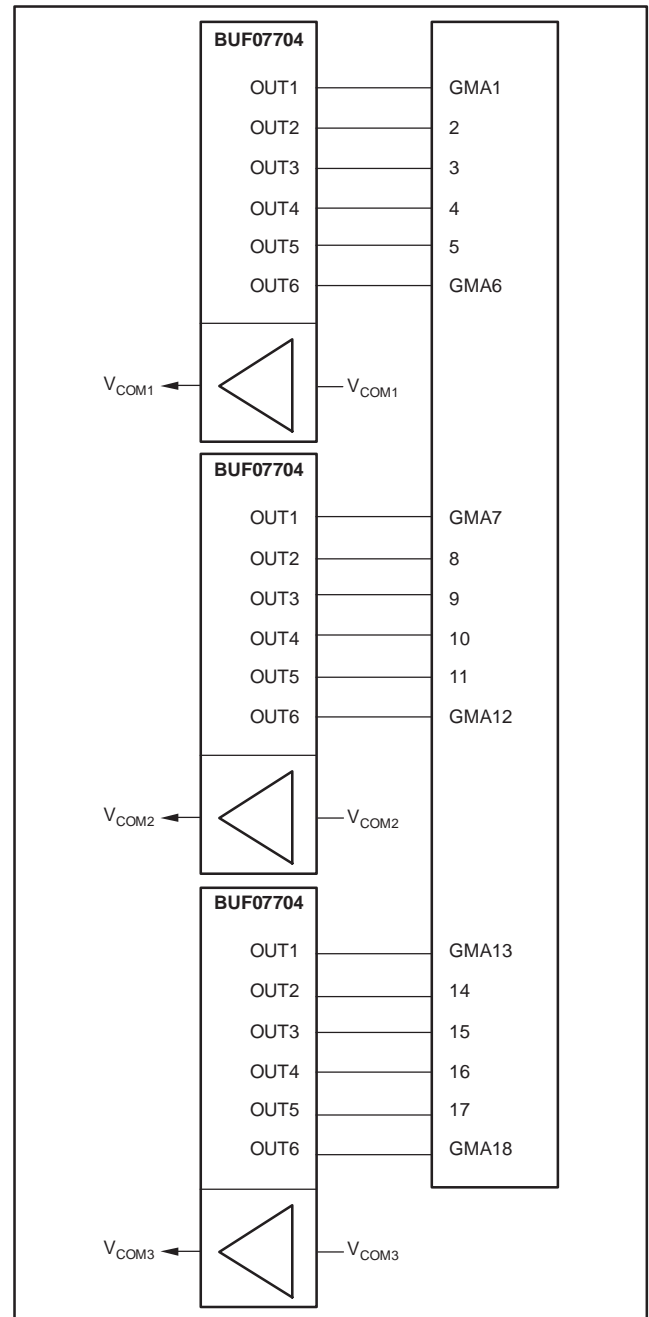 BUF07704
OUT1 GMA1
OUT2 2
OUT3 3
OUT4 4
OUT5 5
OUT6 GMA6
VCOM1 VCOM1
BUF07704
OUT1 GMA7
OUT2 8
OUT3 9
OUT4 10
OUT5 11
OUT6 GMA12
VCOM2 VCOM2
BUF07704
OUT1 GMA13
OUT2 14
OUT3 15
OUT4 16
OUT5 17
OUT6 GMA18
VCOM3 VCOM3